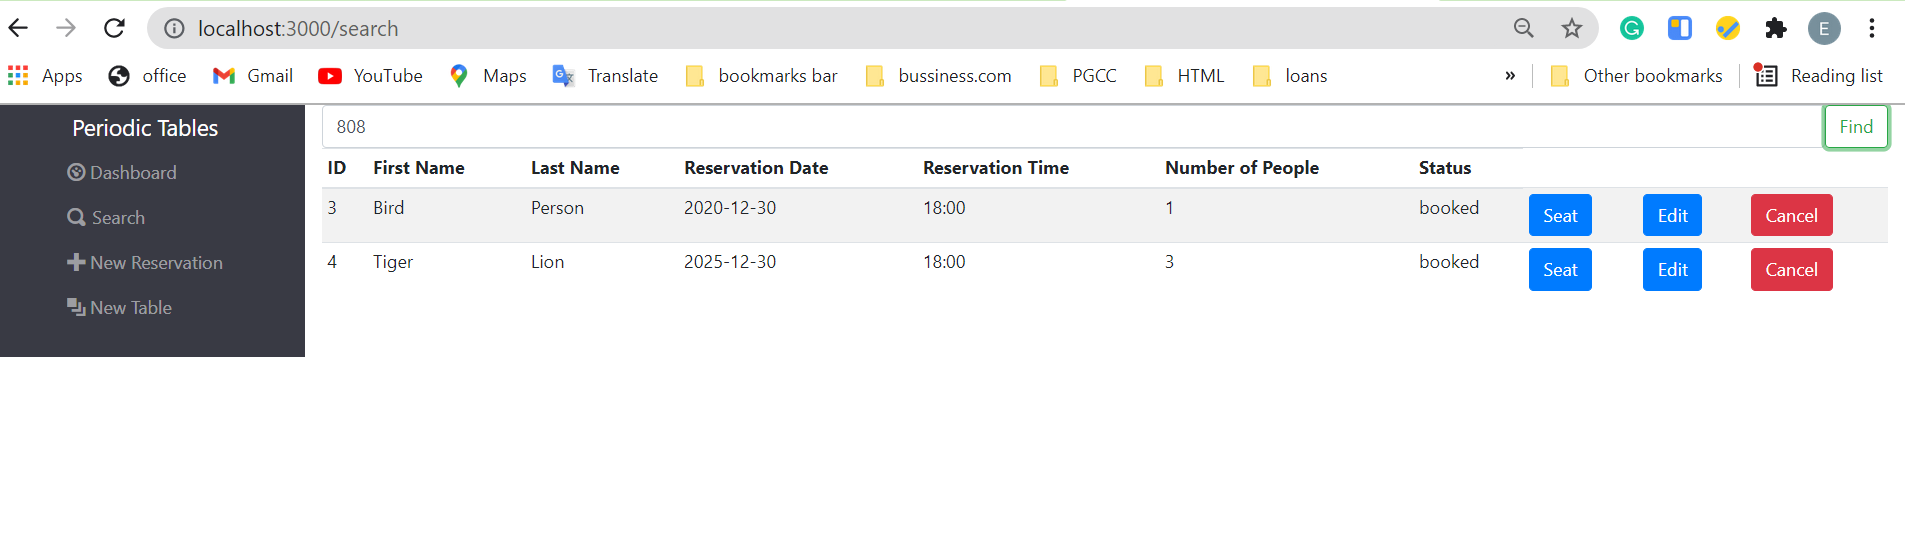 localhost:3000/search
E
Apps office Gmail YouTube Maps Translate bookmarks bar bussiness.com PGCC HTML loans » Other bookmarks Reading list
Periodic Tables
Dashboard
Search
New Reservation
New Table
808 Find
ID First Name Last Name Reservation Date Reservation Time Number of People Status
3 Bird Person 2020-12-30 18:00 1 booked Seat Edit Cancel
4 Tiger Lion 2025-12-30 18:00 3 booked Seat Edit Cancel